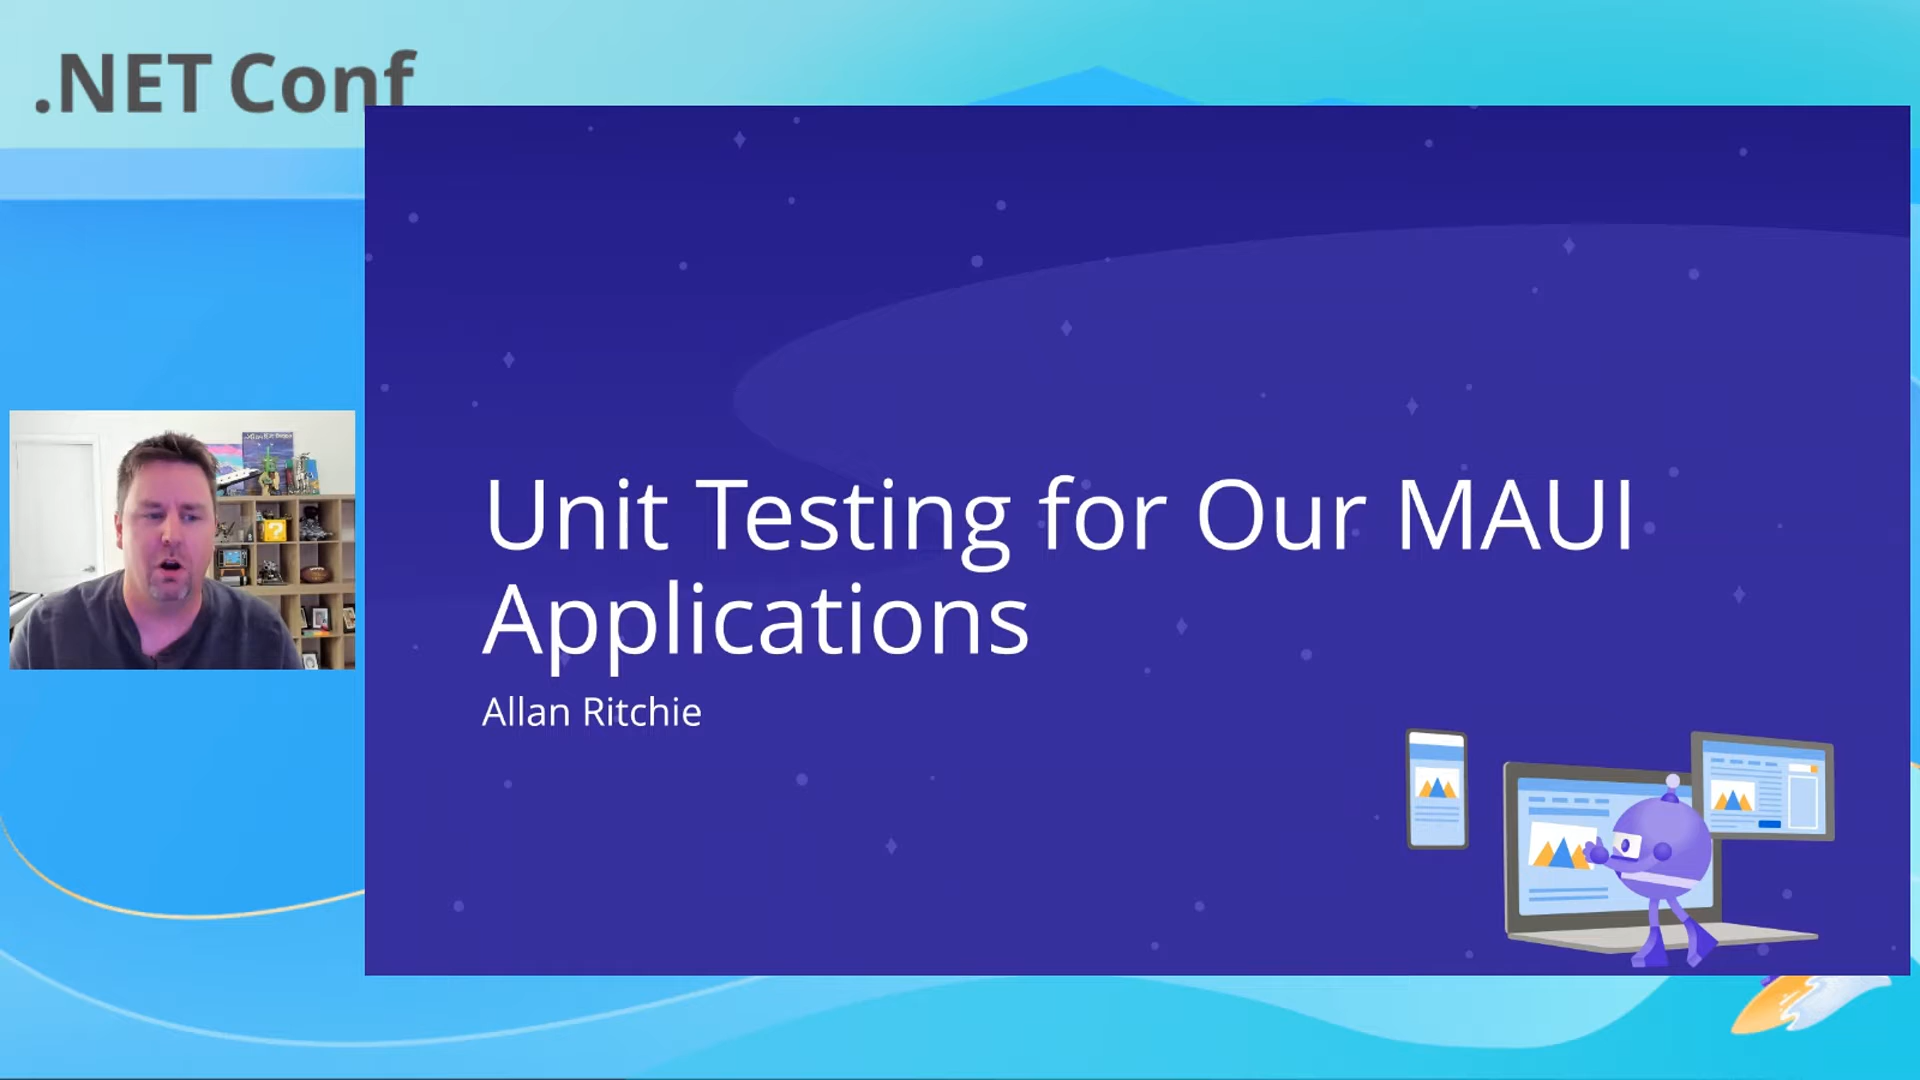 .NET Conf
Unit Testing for Our MAUI
Applications
Allan Ritchie